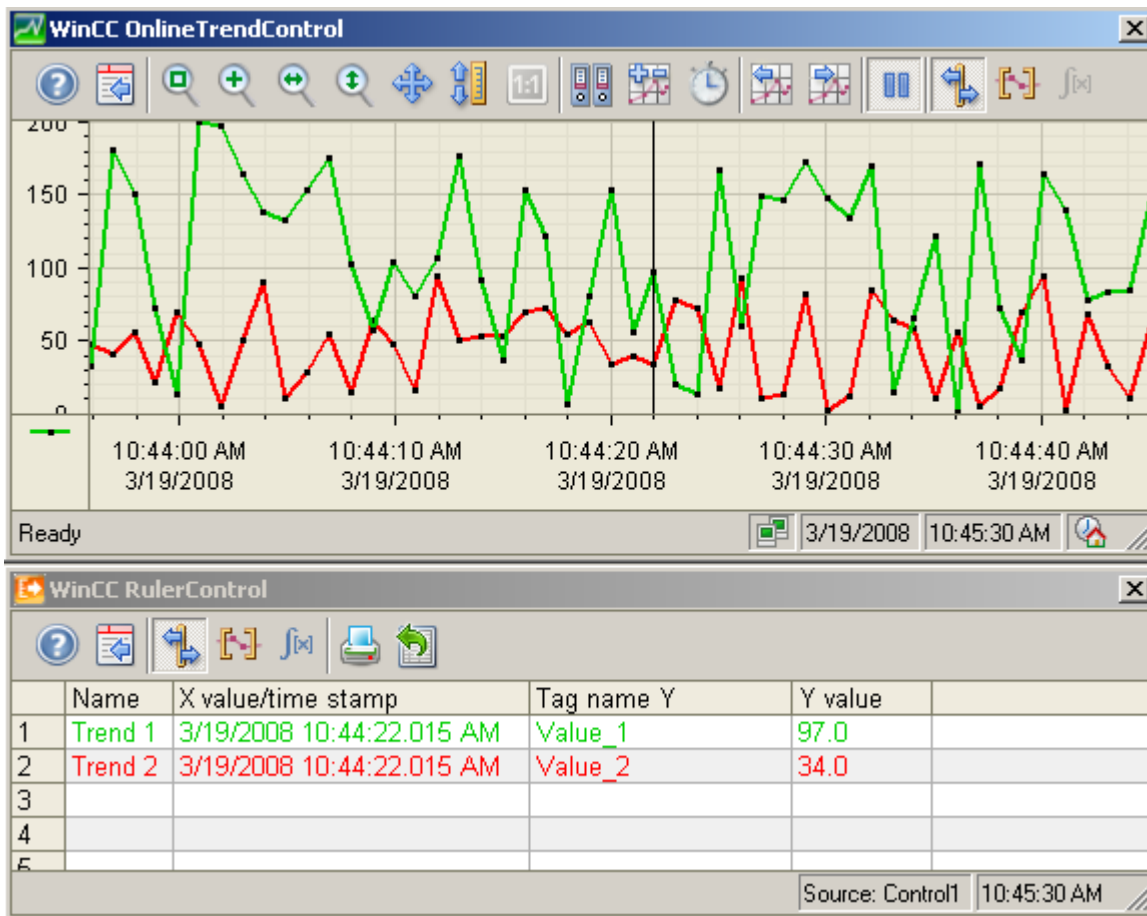 WinCC OnlineTrendControl
1:1
200
150
100
50
0
10:44:00 AM 10:44:10 AM 10:44:20 AM 10:44:30 AM 10:44:40 AM
3/19/2008 3/19/2008 3/19/2008 3/19/2008 3/19/2008
Ready 3/19/2008 10:45:30 AM
WinCC RulerControl
∫[x]
Name X value/time stamp Tag name Y Y value
1 Trend 1 3/19/2008 10:44:22.015 AM Value_1 97.0
2 Trend 2 3/19/2008 10:44:22.015 AM Value_2 34.0
3
4
5
Source: Control1 10:45:30 AM